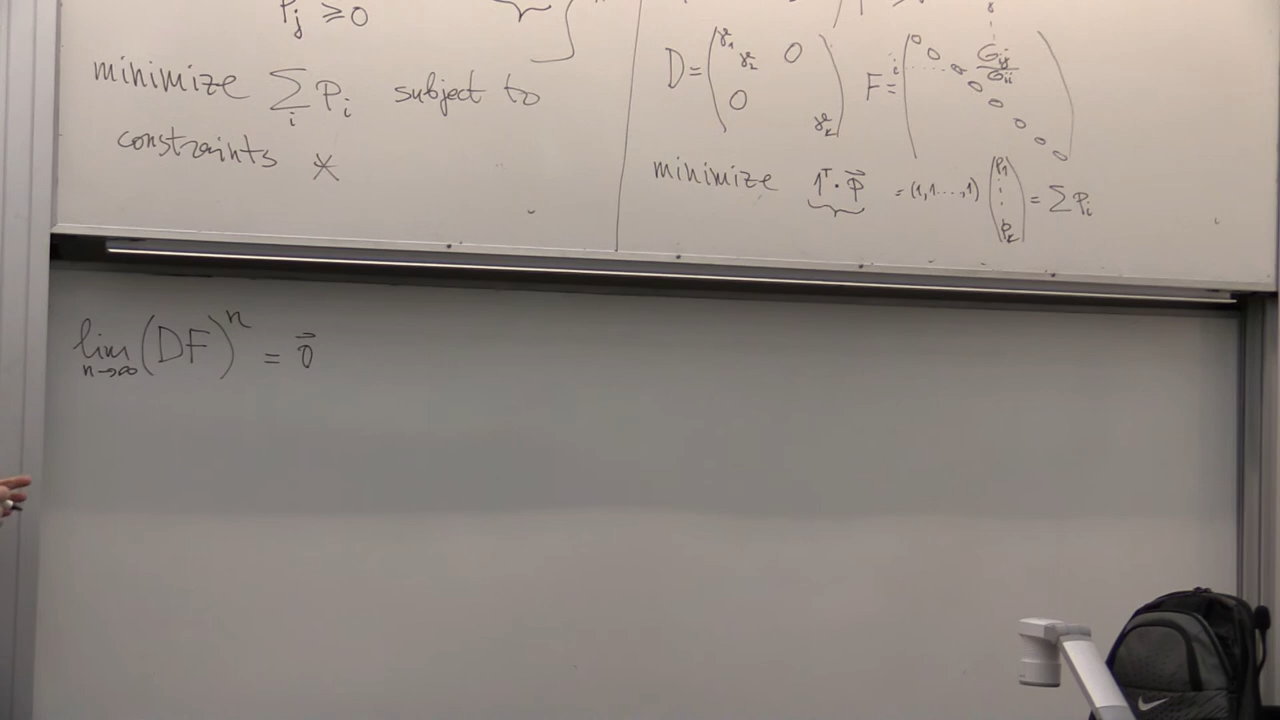 P_j ≥ 0
minimize ∑_i P_i subject to
constraints *
D = (γ_1 γ_2 0 0 γ_k) F = i (0 0 G_ij/G_ii 0 0 0 0 0 0)
minimize 1^T · p⃗ = (1, 1 ..., 1) (P_1 ⋮ P_k) = ∑ P_i
lim_{n→∞} (DF)^n = 0⃗